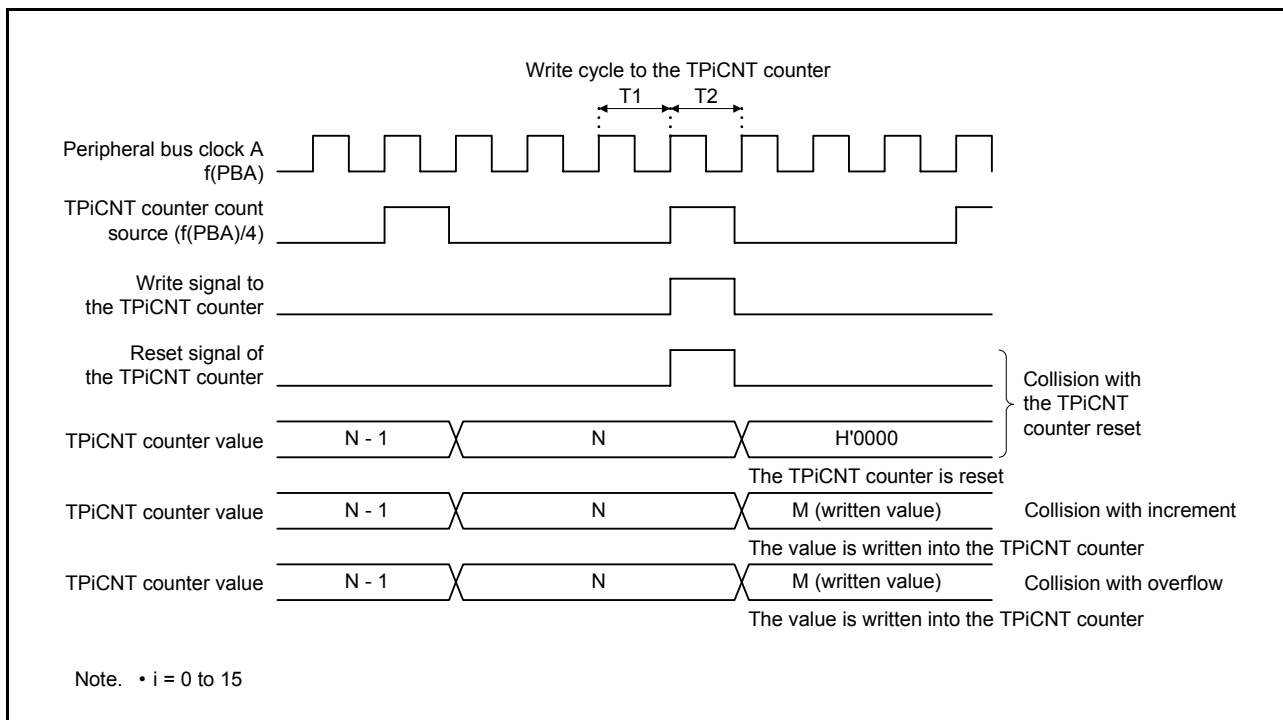 Write cycle to the TPiCNT counter
T1
T2
Peripheral bus clock A
f(PBA)
TPiCNT counter count
source (f(PBA)/4)
Write signal to
the TPiCNT counter
Reset signal of
the TPiCNT counter
Collision with
the TPiCNT
counter reset
TPiCNT counter value
N - 1
N
H'0000
The TPiCNT counter is reset
TPiCNT counter value
N - 1
N
M (written value)
Collision with increment
The value is written into the TPiCNT counter
TPiCNT counter value
N - 1
N
M (written value)
Collision with overflow
The value is written into the TPiCNT counter
Note. • i = 0 to 15